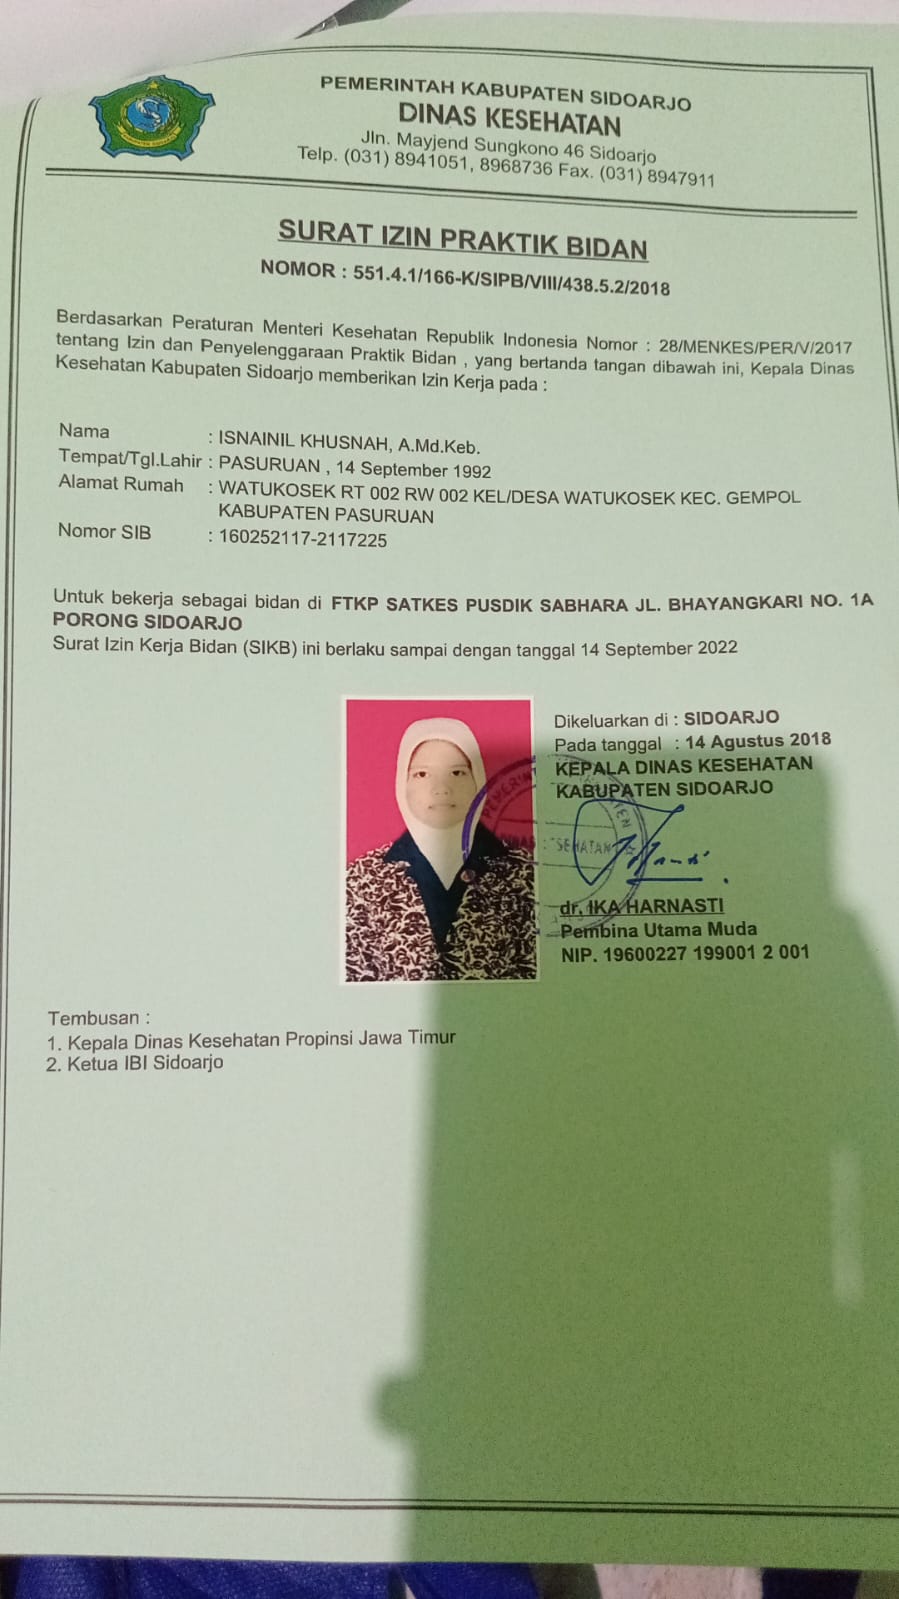 PEMERINTAH KABUPATEN SIDOARJO
DINAS KESEHATAN
Jln. Mayjend Sungkono 46 Sidoarjo
Telp. (031) 8941051, 8968736 Fax. (031) 8947911
SURAT IZIN PRAKTIK BIDAN
NOMOR : 551.4.1/166-K/SIPB/VIII/438.5.2/2018
Berdasarkan Peraturan Menteri Kesehatan Republik Indonesia Nomor : 28/MENKES/PER/V/2017
tentang Izin dan Penyelenggaraan Praktik Bidan , yang bertanda tangan dibawah ini, Kepala Dinas
Kesehatan Kabupaten Sidoarjo memberikan Izin Kerja pada :
Nama : ISNAINIL KHUSNAH, A.Md.Keb.
Tempat/Tgl.Lahir : PASURUAN , 14 September 1992
Alamat Rumah : WATUKOSEK RT 002 RW 002 KEL/DESA WATUKOSEK KEC. GEMPOL
KABUPATEN PASURUAN
Nomor SIB : 160252117-2117225
Untuk bekerja sebagai bidan di FTKP SATKES PUSDIK SABHARA JL. BHAYANGKARI NO. 1A
PORONG SIDOARJO
Surat Izin Kerja Bidan (SIKB) ini berlaku sampai dengan tanggal 14 September 2022
Dikeluarkan di : SIDOARJO
Pada tanggal : 14 Agustus 2018
KEPALA DINAS KESEHATAN
KABUPATEN SIDOARJO
dr. IKA HARNASTI
Pembina Utama Muda
NIP. 19600227 199001 2 001
Tembusan :
1. Kepala Dinas Kesehatan Propinsi Jawa Timur
2. Ketua IBI Sidoarjo